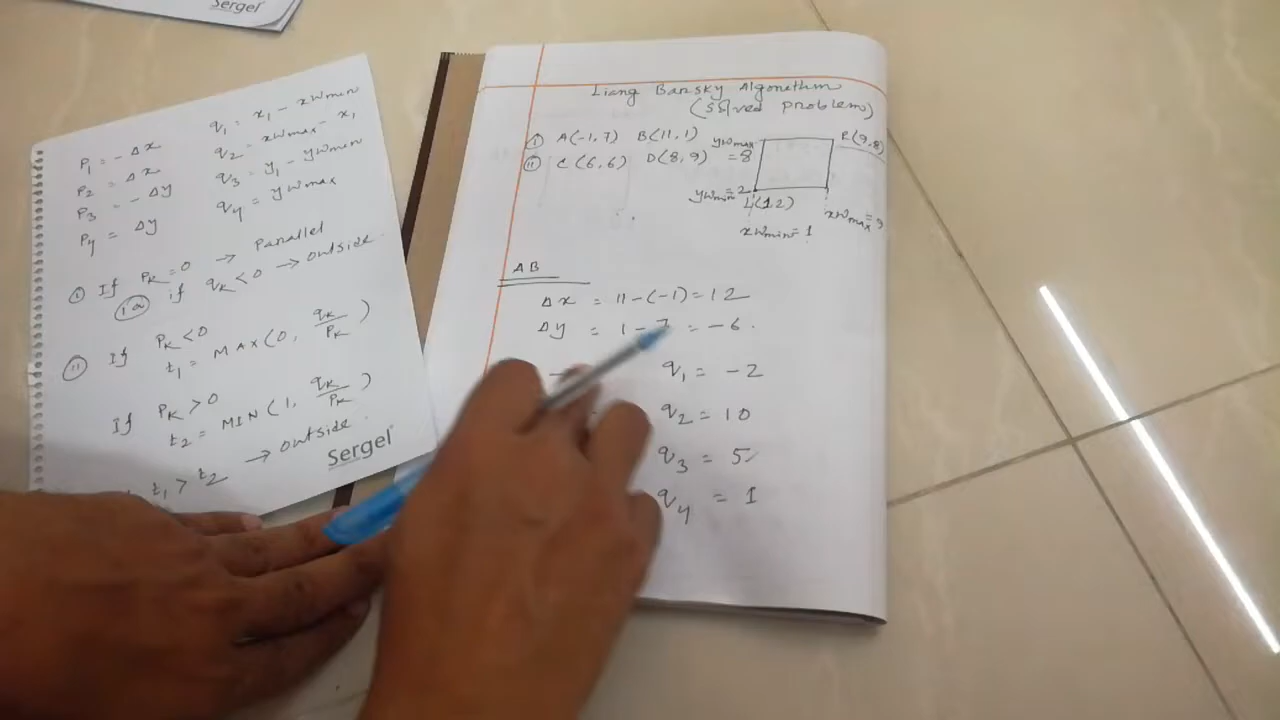 Sergel
P1 = - Δx
P2 = Δx
P3 = - Δy
P4 = Δy
q1 = x1 - xwmin
q2 = xwmax - x1
q3 = y1 - ywmin
q4 = ywmax
(i) If PK = 0 → Parallel
(1a) if qK < 0 → outside
(ii) If PK < 0
t1 = MAX(0, qK/PK)
If PK > 0
t2 = MIN(1, qK/PK)
t1 > t2 → outside
Sergel
Liang Barsky Algorithm
(Solved Problem)
(i) A(-1,7) B(11,1)
(ii) C(6,6) D(8,9)
ywmax = 8
R(9,8)
ywmin = 2
L(1,2)
xwmin = 1
xwmax = 9
AB
Δx = 11-(-1) = 12
Δy = 1 - 7 = -6
q1 = -2
q2 = 10
q3 = 5
q4 = 1